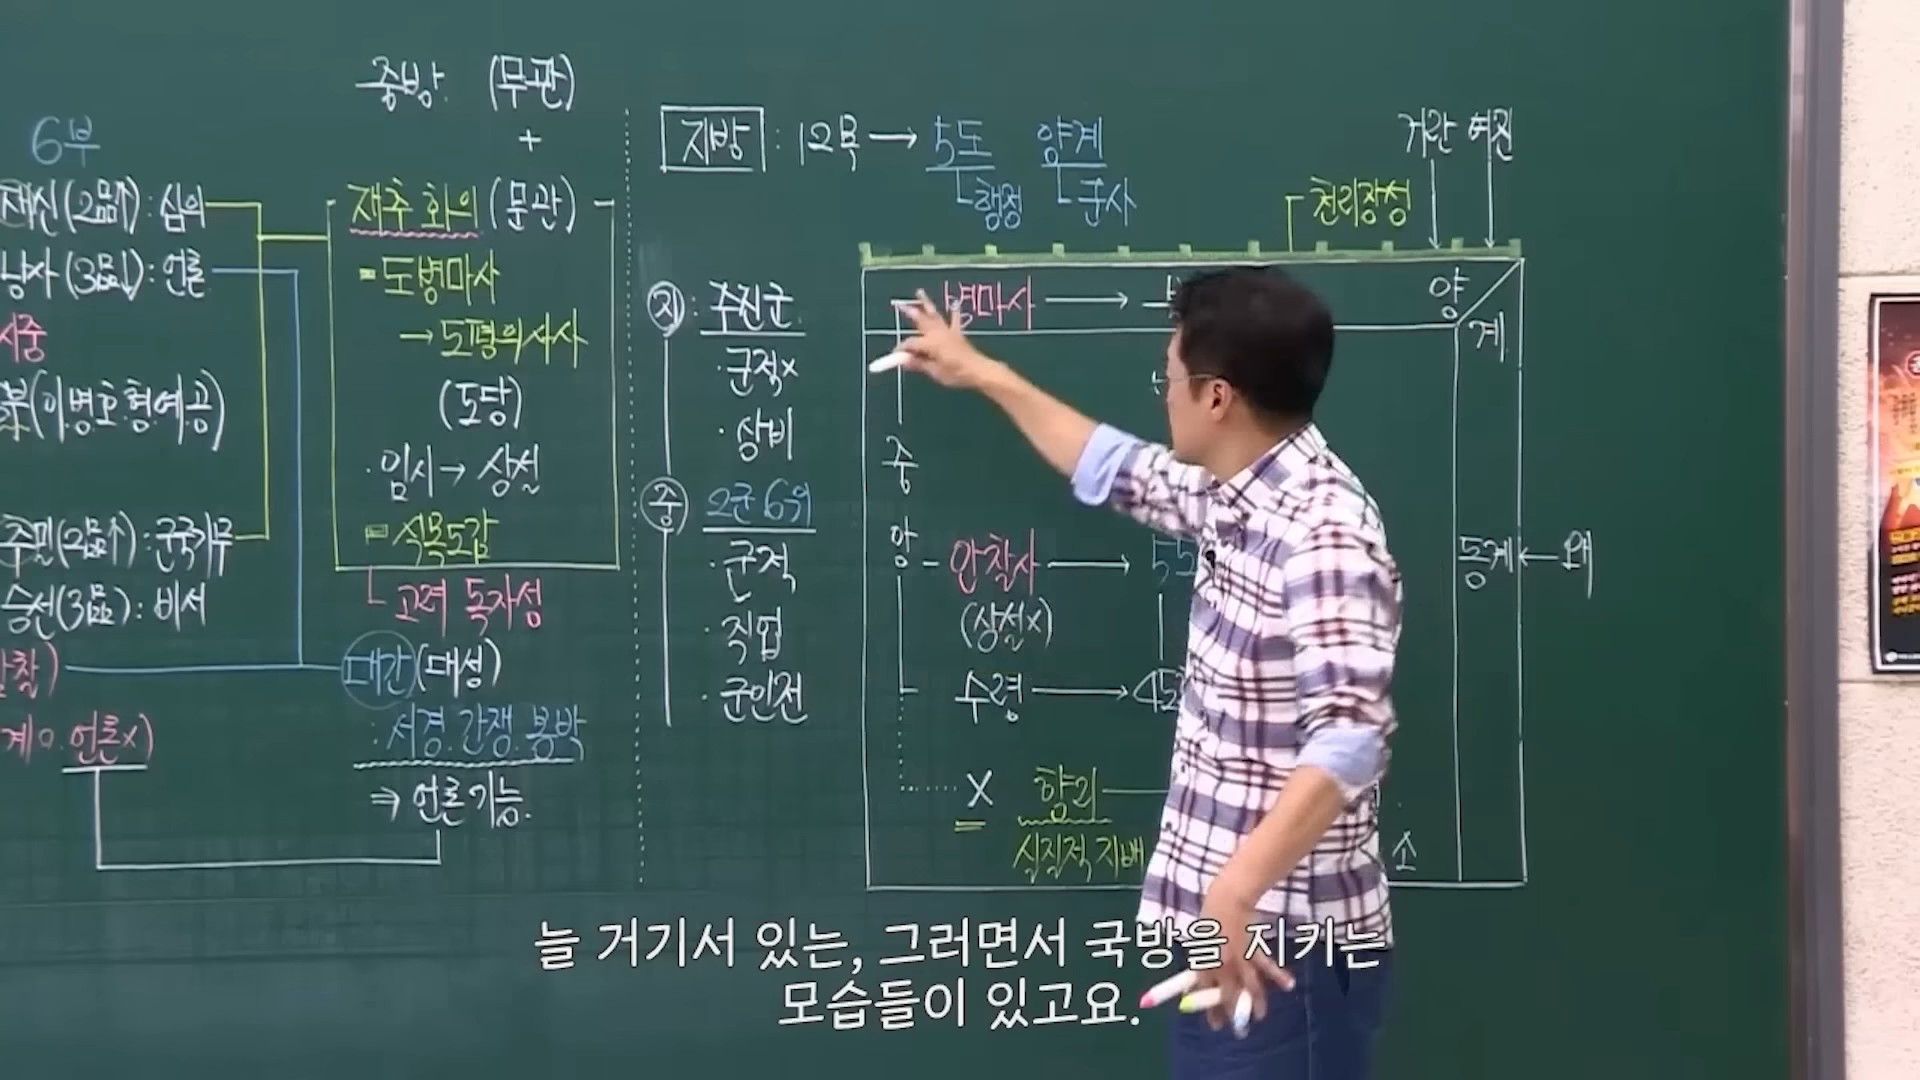 중방 (무관)
+
6부
재신(2품↑): 심의
낭사(3품↓): 언론
시중
6부(이.병.호.형.예.공)
추밀(2품↑): 군국기무
승선(3품): 비서
찰)
언론x)
재추 회의 (문관)
- 도병마사
→ 도평의사사
(도당)
·임시 → 상설
= 식목도감
고려 독자성
대간(대성)
: 서경.간쟁.봉박
⇒ 언론기능.
지방 : 12목 → 5도 양계
행정 군사
지 : 주진군
·군적x
·상비
중 2군 6위
·군적
·직업
·군인전
거란 여진
천리장성
병마사 →
양계
중앙
안찰사 → 5도
(상설x)
수령 →
X 향리
실질적 지배
소
동계 ← 왜
늘 거기서 있는, 그러면서 국방을 지키는
모습들이 있고요.